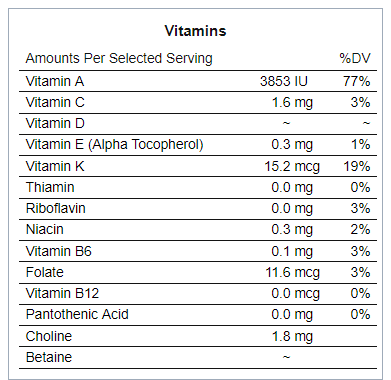 Vitamins
Amounts Per Selected Serving %DV
Vitamin A 3853 IU 77%
Vitamin C 1.6 mg 3%
Vitamin D ~ ~
Vitamin E (Alpha Tocopherol) 0.3 mg 1%
Vitamin K 15.2 mcg 19%
Thiamin 0.0 mg 0%
Riboflavin 0.0 mg 3%
Niacin 0.3 mg 2%
Vitamin B6 0.1 mg 3%
Folate 11.6 mcg 3%
Vitamin B12 0.0 mcg 0%
Pantothenic Acid 0.0 mg 0%
Choline 1.8 mg
Betaine ~